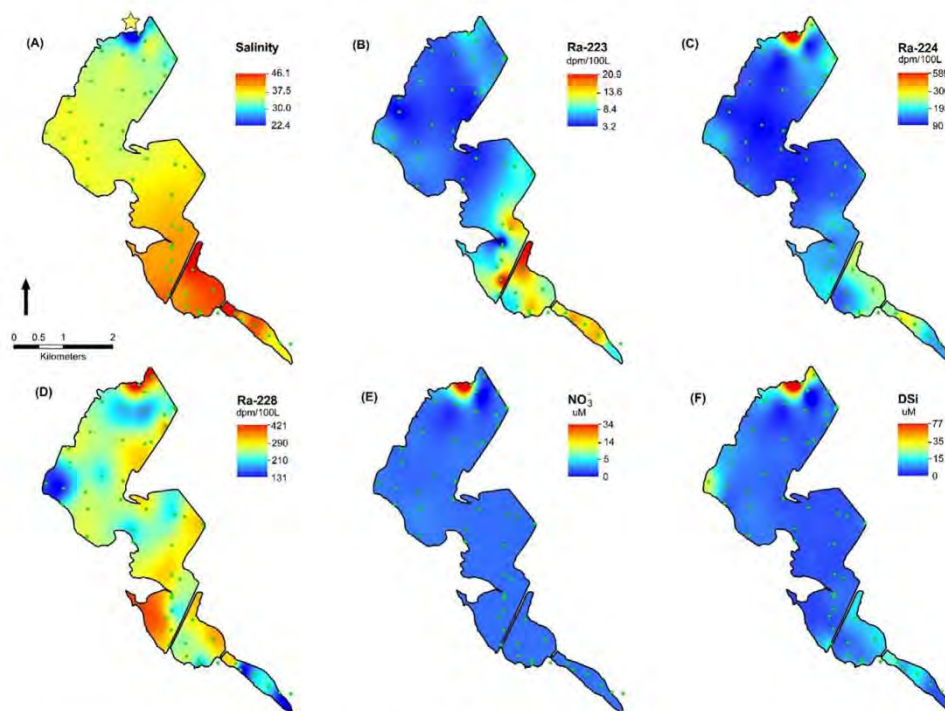 (A)
Salinity
46.1
37.5
30.0
22.4
(B)
Ra-223
dpm/100L
20.9
13.6
8.4
3.2
(C)
Ra-224
dpm/100L
90
0 0.5 1 2
Kilometers
(D)
Ra-228
dpm/100L
421
290
210
131
(E)
NO₃⁻
uM
34
14
5
0
(F)
DSi
uM
77
35
15
0